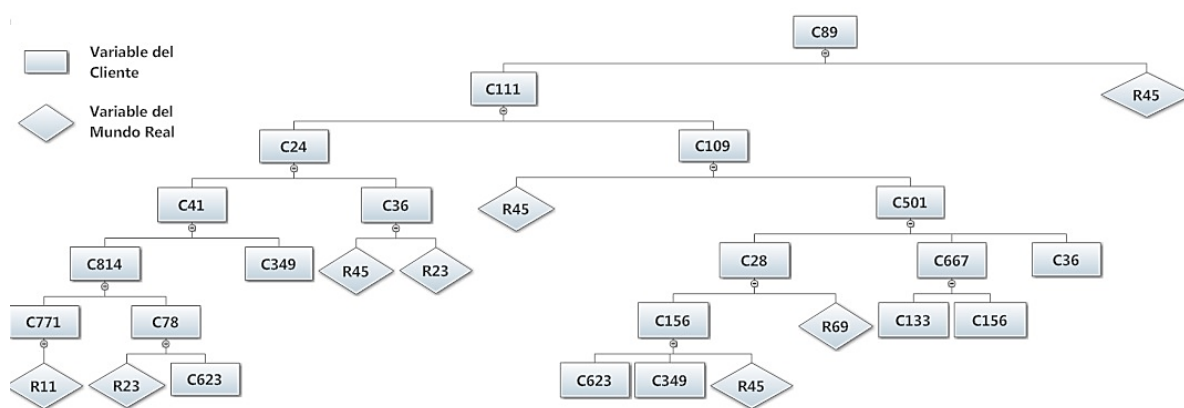 C89
Variable del
Cliente
C111
R45
Variable del
Mundo Real
C24
C109
C41
C36
R45
C501
C814
C349
R45
R23
C28
C667
C36
C771
C78
C156
R69
C133
C156
R11
R23
C623
C623
C349
R45